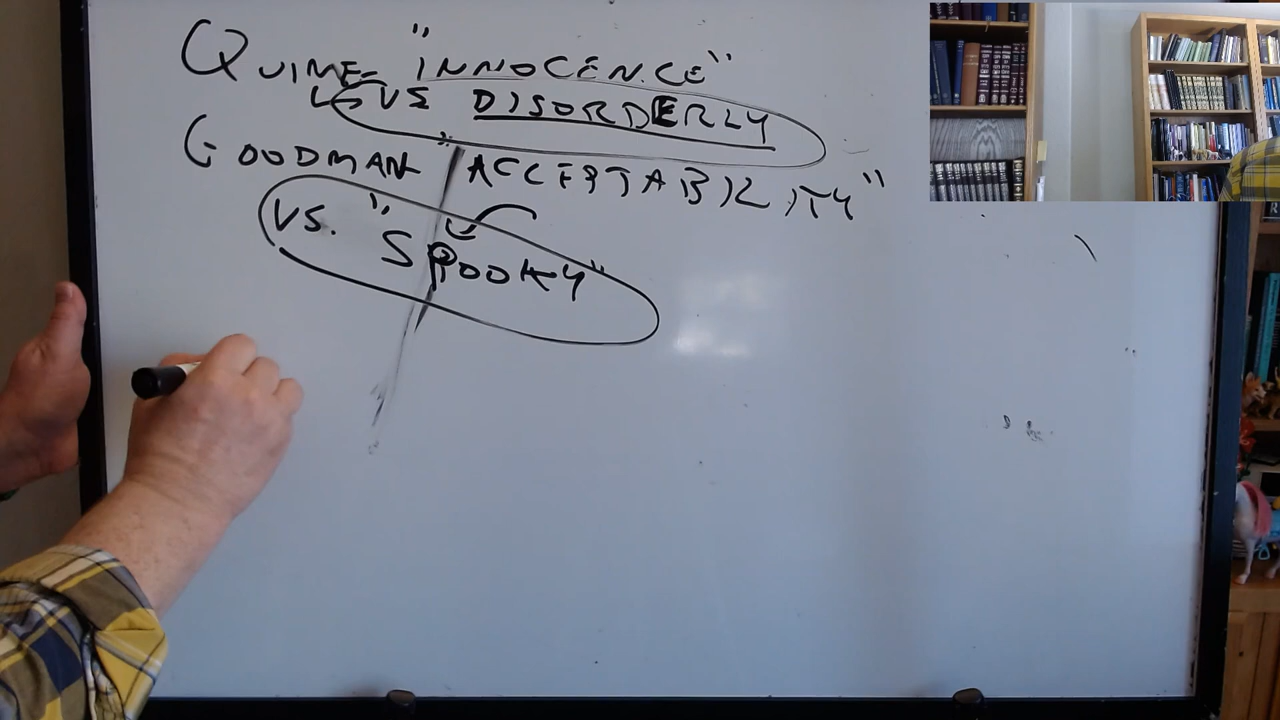 QUINE "INNOCENCE"
VS DISORDERLY
GOODMAN "ACCEPTABILITY"
VS. "SPOOKY"